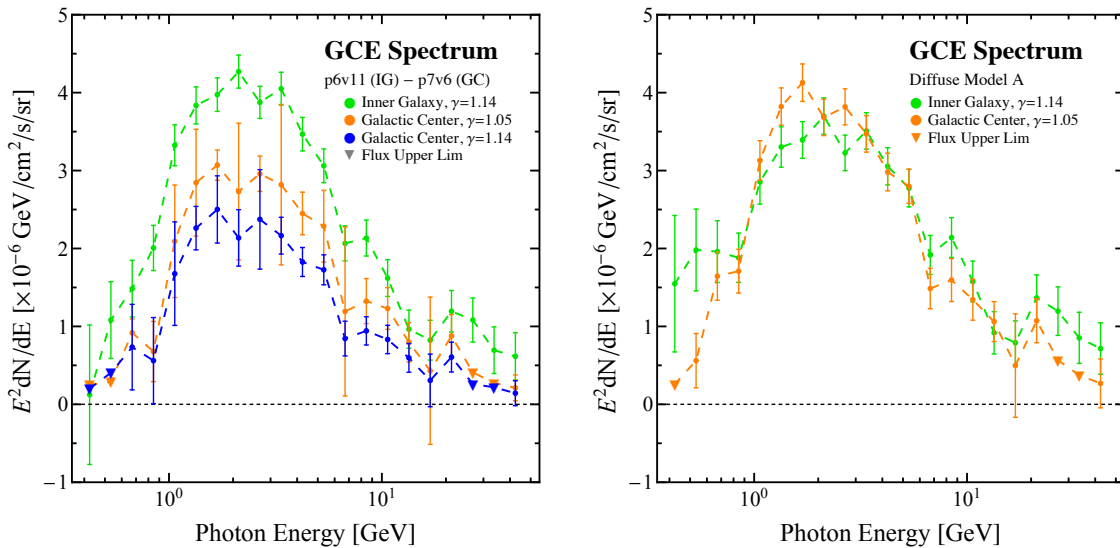 GCE Spectrum
p6v11 (IG) − p7v6 (GC)
Inner Galaxy, γ=1.14
Galactic Center, γ=1.05
Galactic Center, γ=1.14
Flux Upper Lim
5
4
3
2
1
0
−1
E²dN/dE [×10⁻⁶ GeV/cm²/s/sr]
10⁰
10¹
Photon Energy [GeV]
GCE Spectrum
Diffuse Model A
Inner Galaxy, γ=1.14
Galactic Center, γ=1.05
Flux Upper Lim
5
4
3
2
1
0
−1
E²dN/dE [×10⁻⁶ GeV/cm²/s/sr]
10⁰
10¹
Photon Energy [GeV]